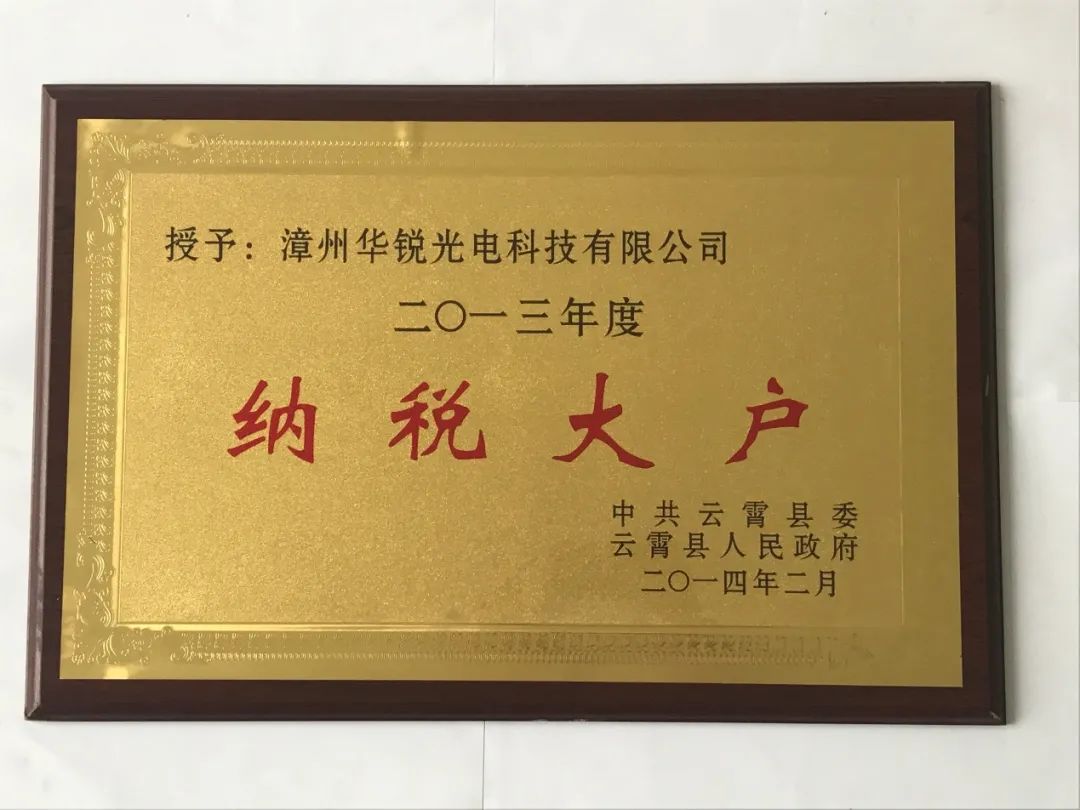 授予：漳州华锐光电科技有限公司
二〇一三年度
纳税大户
中共云霄县委
云霄县人民政府
二〇一四年二月